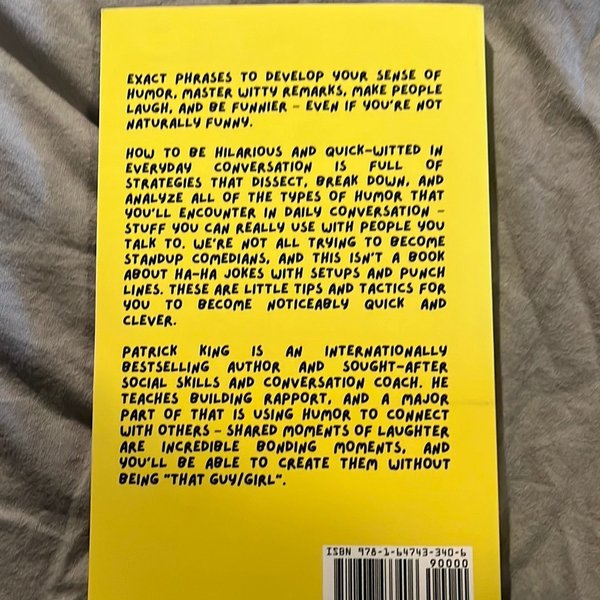 EXACT PHRASES TO DEVELOP YOUR SENSE OF
HUMOR, MASTER WITTY REMARKS, MAKE PEOPLE
LAUGH, AND BE FUNNIER – EVEN IF YOU'RE NOT
NATURALLY FUNNY.
HOW TO BE HILARIOUS AND QUICK-WITTED IN
EVERYDAY CONVERSATION IS FULL OF
STRATEGIES THAT DISSECT, BREAK DOWN, AND
ANALYZE ALL OF THE TYPES OF HUMOR THAT
YOU'LL ENCOUNTER IN DAILY CONVERSATION –
STUFF YOU CAN REALLY USE WITH PEOPLE YOU
TALK TO. WE'RE NOT ALL TRYING TO BECOME
STANDUP COMEDIANS, AND THIS ISN'T A BOOK
ABOUT HA-HA JOKES WITH SETUPS AND PUNCH
LINES. THESE ARE LITTLE TIPS AND TACTICS FOR
YOU TO BECOME NOTICEABLY QUICK AND
CLEVER.
PATRICK KING IS AN INTERNATIONALLY
BESTSELLING AUTHOR AND SOUGHT-AFTER
SOCIAL SKILLS AND CONVERSATION COACH. HE
TEACHES BUILDING RAPPORT, AND A MAJOR
PART OF THAT IS USING HUMOR TO CONNECT
WITH OTHERS – SHARED MOMENTS OF LAUGHTER
ARE INCREDIBLE BONDING MOMENTS, AND
YOU'LL BE ABLE TO CREATE THEM WITHOUT
BEING "THAT GUY/GIRL".
ISBN 978-1-64743-340-6
90000